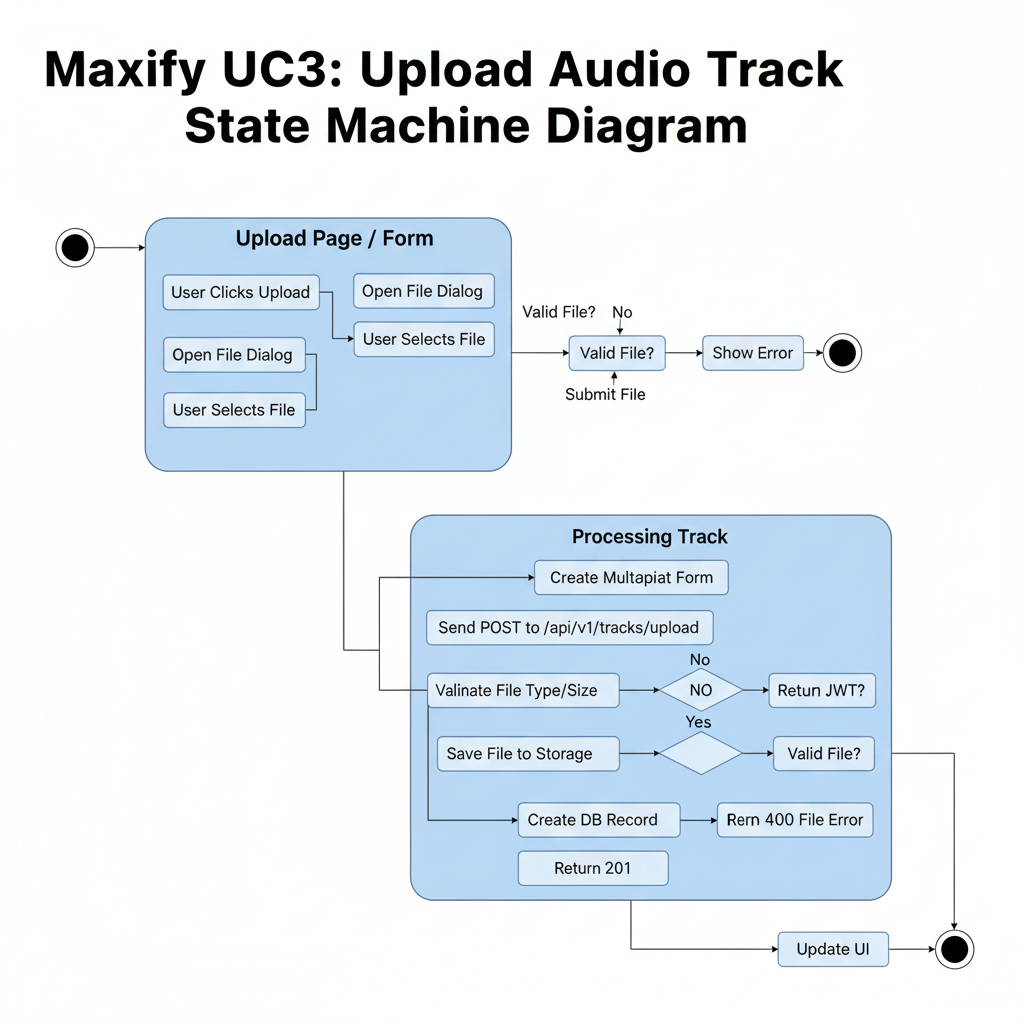 Maxify UC3: Upload Audio Track
State Machine Diagram
Upload Page / Form
User Clicks Upload
Open File Dialog
User Selects File
Open File Dialog
User Selects File
Valid File? No
Valid File?
Show Error
Submit File
Processing Track
Create Multapiat Form
Send POST to /api/v1/tracks/upload
No
Valinate File Type/Size
NO
Retun JWT?
Yes
Save File to Storage
Valid File?
Create DB Record
Rern 400 File Error
Return 201
Update UI